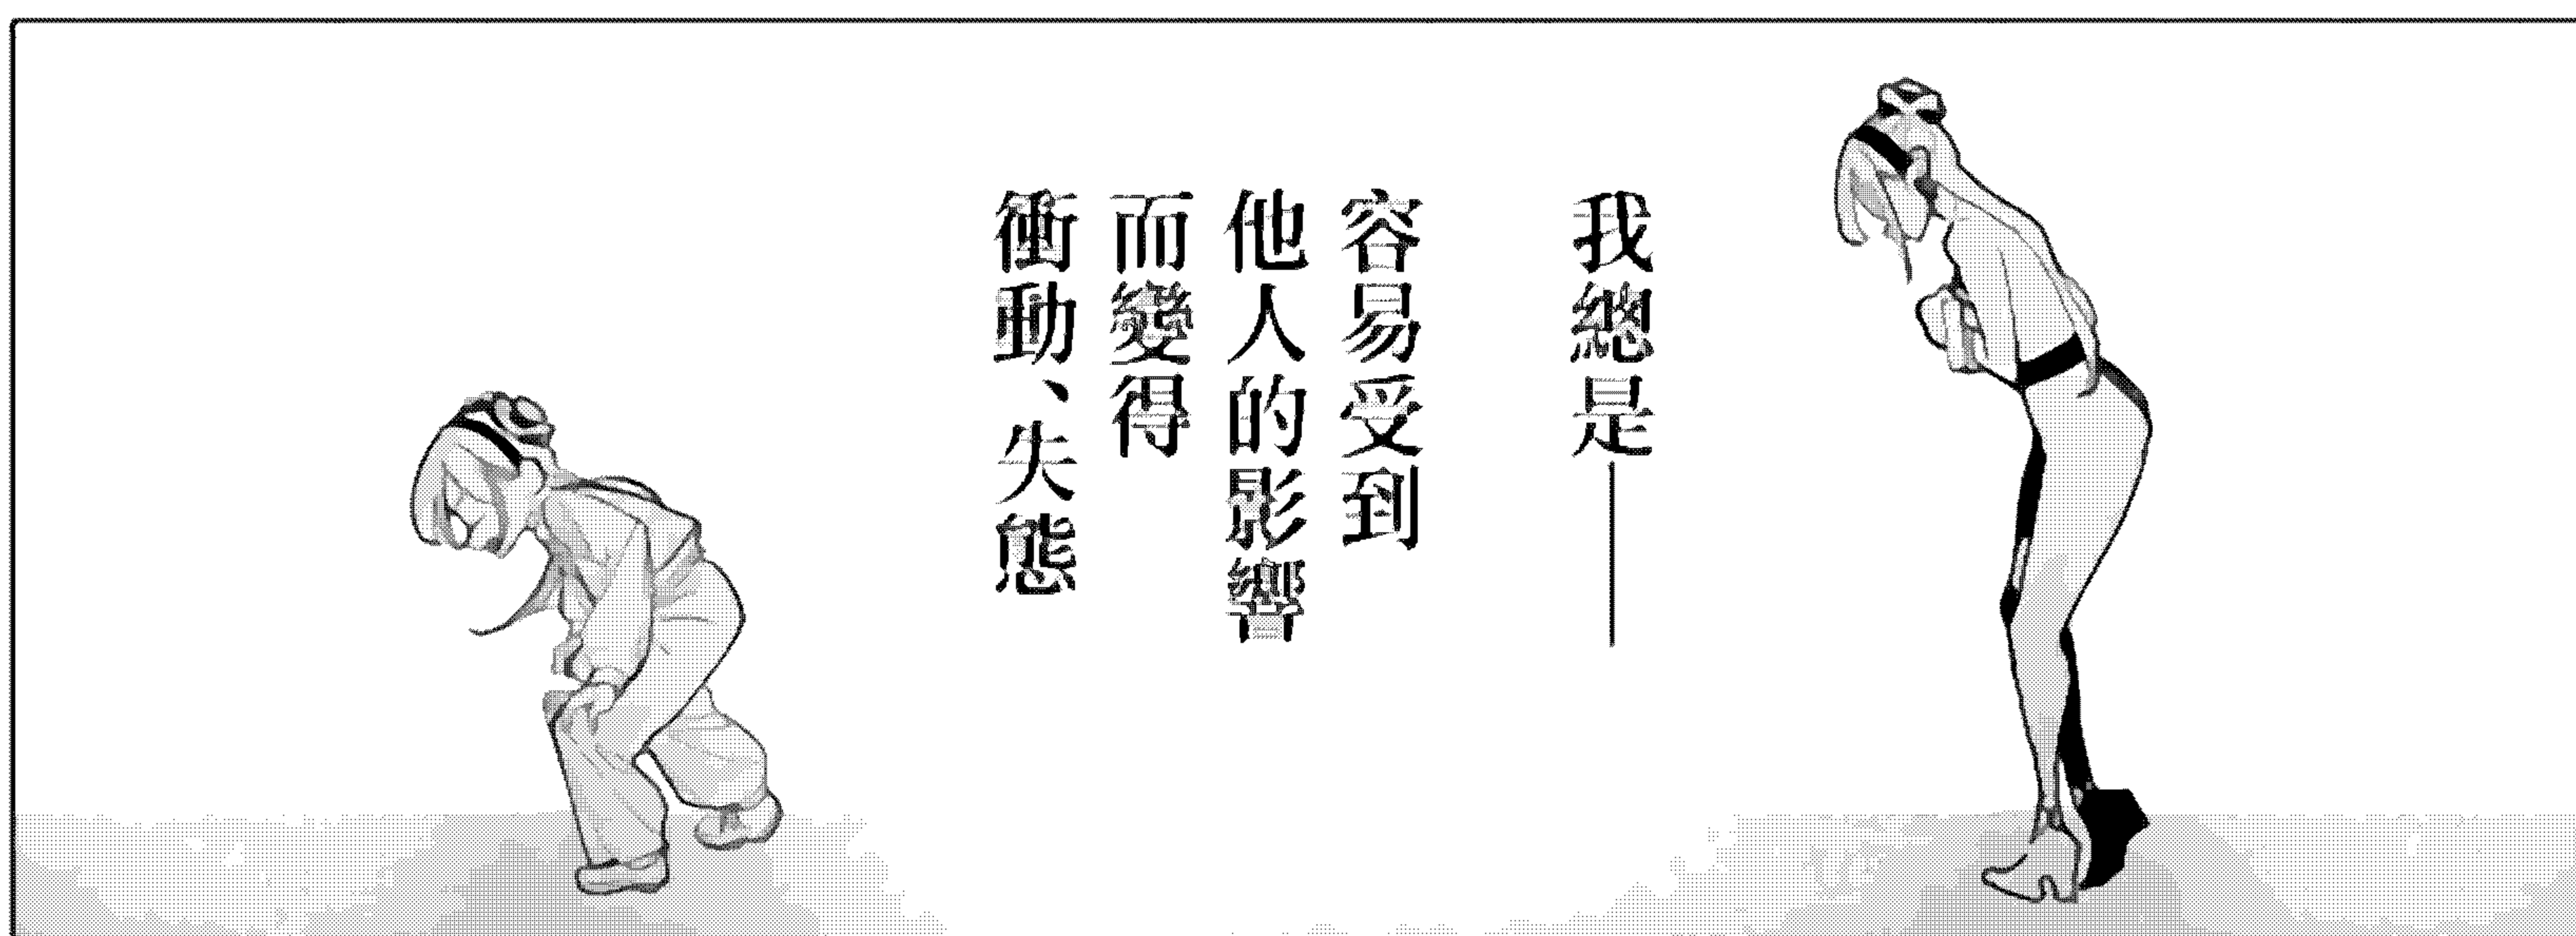 我總是──
容易受到
他人的影響
而變得
衝動、失態